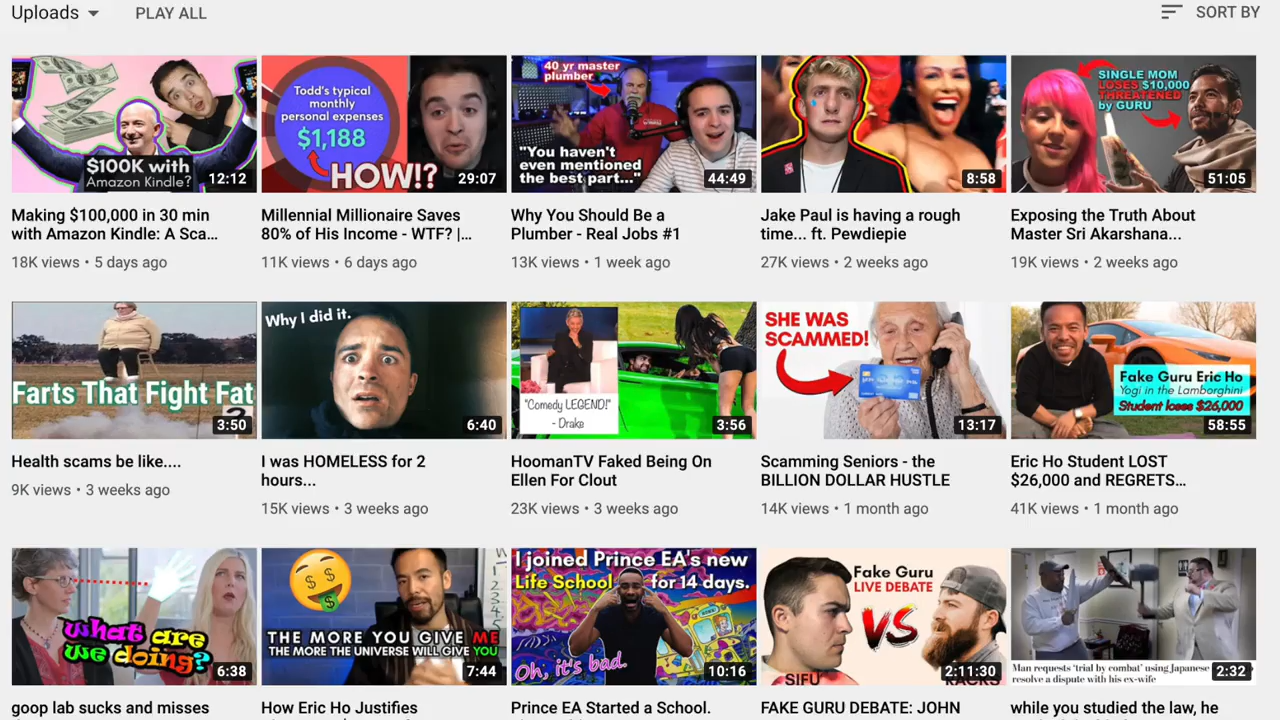 Uploads
PLAY ALL
SORT BY
$100K with
Amazon Kindle?
12:12
Todd's typical
monthly
personal expenses
$1,188
HOW!?
29:07
40 yr master
plumber
"You haven't
even mentioned
the best part..."
44:49
8:58
SINGLE MOM
LOSES $10,000
THREATENED
by GURU
51:05
Making $100,000 in 30 min
with Amazon Kindle: A Sca...
18K views • 5 days ago
Millennial Millionaire Saves
80% of His Income - WTF? |...
11K views • 6 days ago
Why You Should Be a
Plumber - Real Jobs #1
13K views • 1 week ago
Jake Paul is having a rough
time... ft. Pewdiepie
27K views • 2 weeks ago
Exposing the Truth About
Master Sri Akarshana...
19K views • 2 weeks ago
Farts That Fight Fat
3:50
Why I did it.
6:40
"Comedy LEGEND!"
- Drake
3:56
SHE WAS
SCAMMED!
13:17
Fake Guru Eric Ho
Yogi in the Lamborghini
Student loses $26,000
58:55
Health scams be like....
9K views • 3 weeks ago
I was HOMELESS for 2
hours...
15K views • 3 weeks ago
HoomanTV Faked Being On
Ellen For Clout
23K views • 3 weeks ago
Scamming Seniors - the
BILLION DOLLAR HUSTLE
14K views • 1 month ago
Eric Ho Student LOST
$26,000 and REGRETS...
41K views • 1 month ago
what are
we doing?
6:38
THE MORE YOU GIVE ME
THE MORE THE UNIVERSE WILL GIVE YOU
7:44
I joined Prince EA's new
Life School for 14 days.
Oh, it's bad.
10:16
Fake Guru
LIVE DEBATE
VS
SIFU
RACKS
2:11:30
Man requests 'trial by combat' using Japanese
resolve a dispute with his ex-wife
2:32
goop lab sucks and misses
How Eric Ho Justifies
Prince EA Started a School.
FAKE GURU DEBATE: JOHN
while you studied the law, he